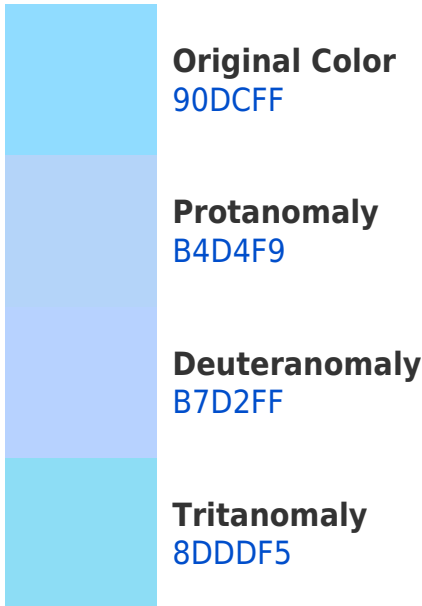 Original Color
90DCFF
Protanomaly
B4D4F9
Deuteranomaly
B7D2FF
Tritanomaly
8DDDF5